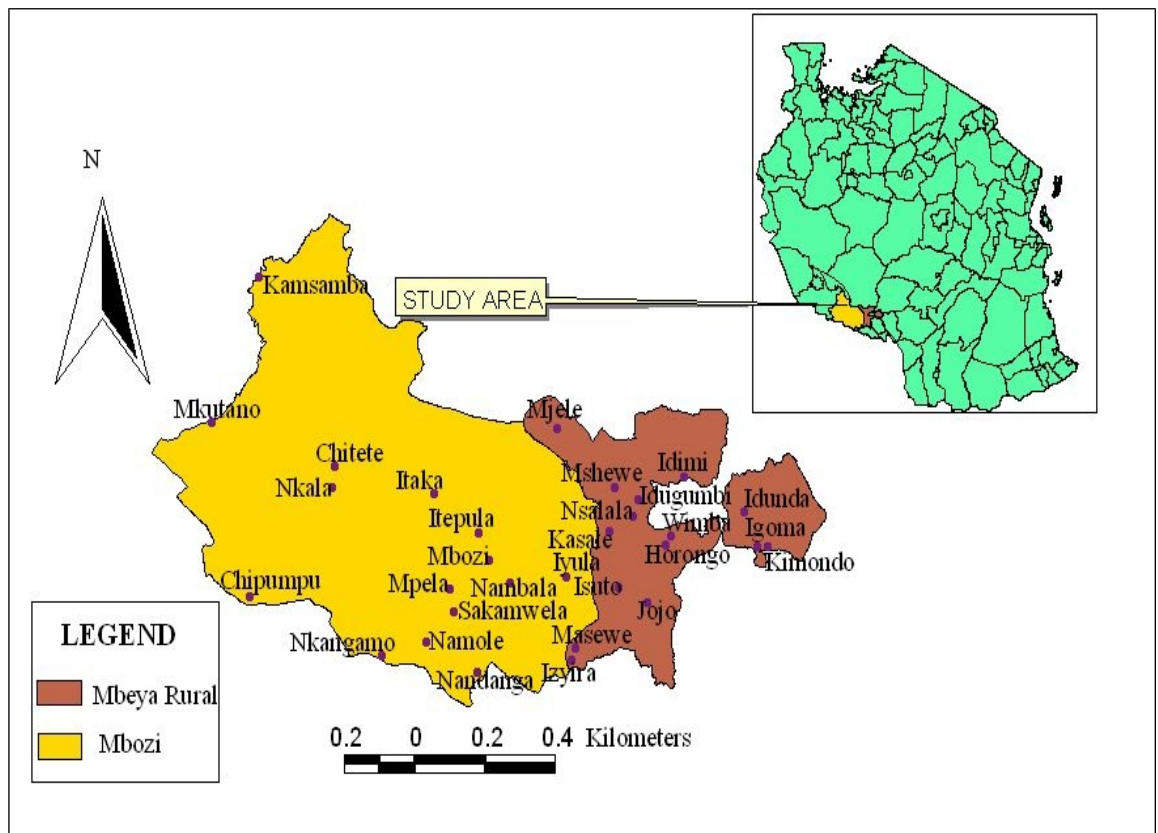 N
Kamsamba
STUDY AREA
Mkutano
Mjele
Chitete
Nkala
Itaka
Mshewe
Idimi
Idugumbi
Idunda
Nsalala
Itepula
Kasale
Wimba
Igoma
Mbozi
Iyula
Horongo
Kimondo
Chipumpu
Mpela
Nambala
Isuto
Sakamwela
Jojo
Nkangamo
Namole
Masewe
Nandanga
Izyira
LEGEND
Mbeya Rural
Mbozi
0.2 0 0.2 0.4 Kilometers